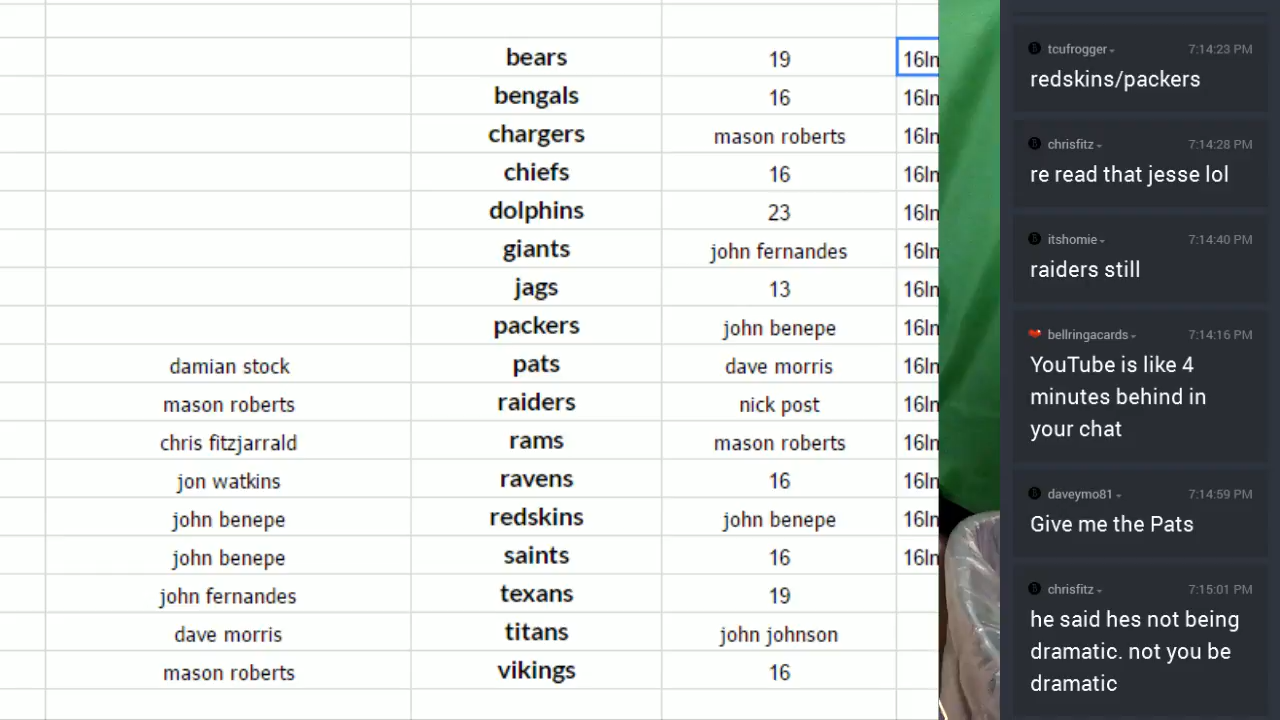 bears 19 16ln
bengals 16 16ln
chargers mason roberts 16ln
chiefs 16 16ln
dolphins 23 16ln
giants john fernandes 16ln
jags 13 16ln
packers john benepe 16ln
damian stock pats dave morris 16ln
mason roberts raiders nick post 16ln
chris fitzjarrald rams mason roberts 16ln
jon watkins ravens 16 16ln
john benepe redskins john benepe 16ln
john benepe saints 16 16ln
john fernandes texans 19
dave morris titans john johnson
mason roberts vikings 16
tcufrogger 7:14:23 PM
redskins/packers
chrisfitz 7:14:28 PM
re read that jesse lol
itshomie 7:14:40 PM
raiders still
bellringacards 7:14:16 PM
YouTube is like 4
minutes behind in
your chat
daveymo81 7:14:59 PM
Give me the Pats
chrisfitz 7:15:01 PM
he said hes not being
dramatic. not you be
dramatic